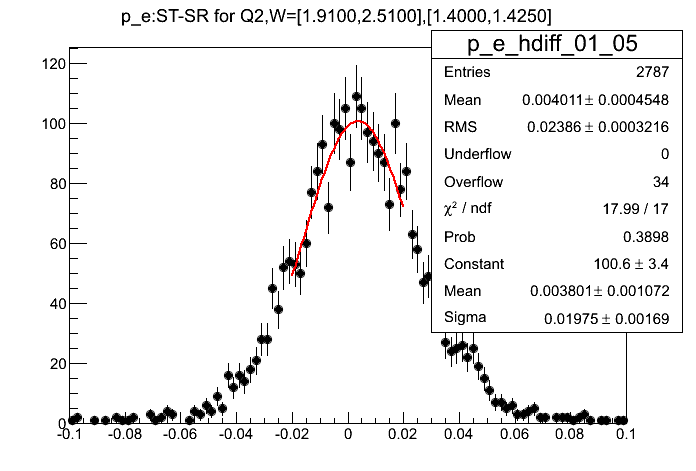 p_e:ST-SR for Q2,W=[1.9100,2.5100],[1.4000,1.4250]
p_e_hdiff_01_05
Entries 2787
Mean 0.004011± 0.0004548
RMS 0.02386± 0.0003216
Underflow 0
Overflow 34
χ² / ndf 17.99 / 17
Prob 0.3898
Constant 100.6 ± 3.4
Mean 0.003801± 0.001072
Sigma 0.01975 ± 0.00169
120
100
80
60
40
20
0
-0.1 -0.08 -0.06 -0.04 -0.02 0 0.02 0.04 0.06 0.08 0.1